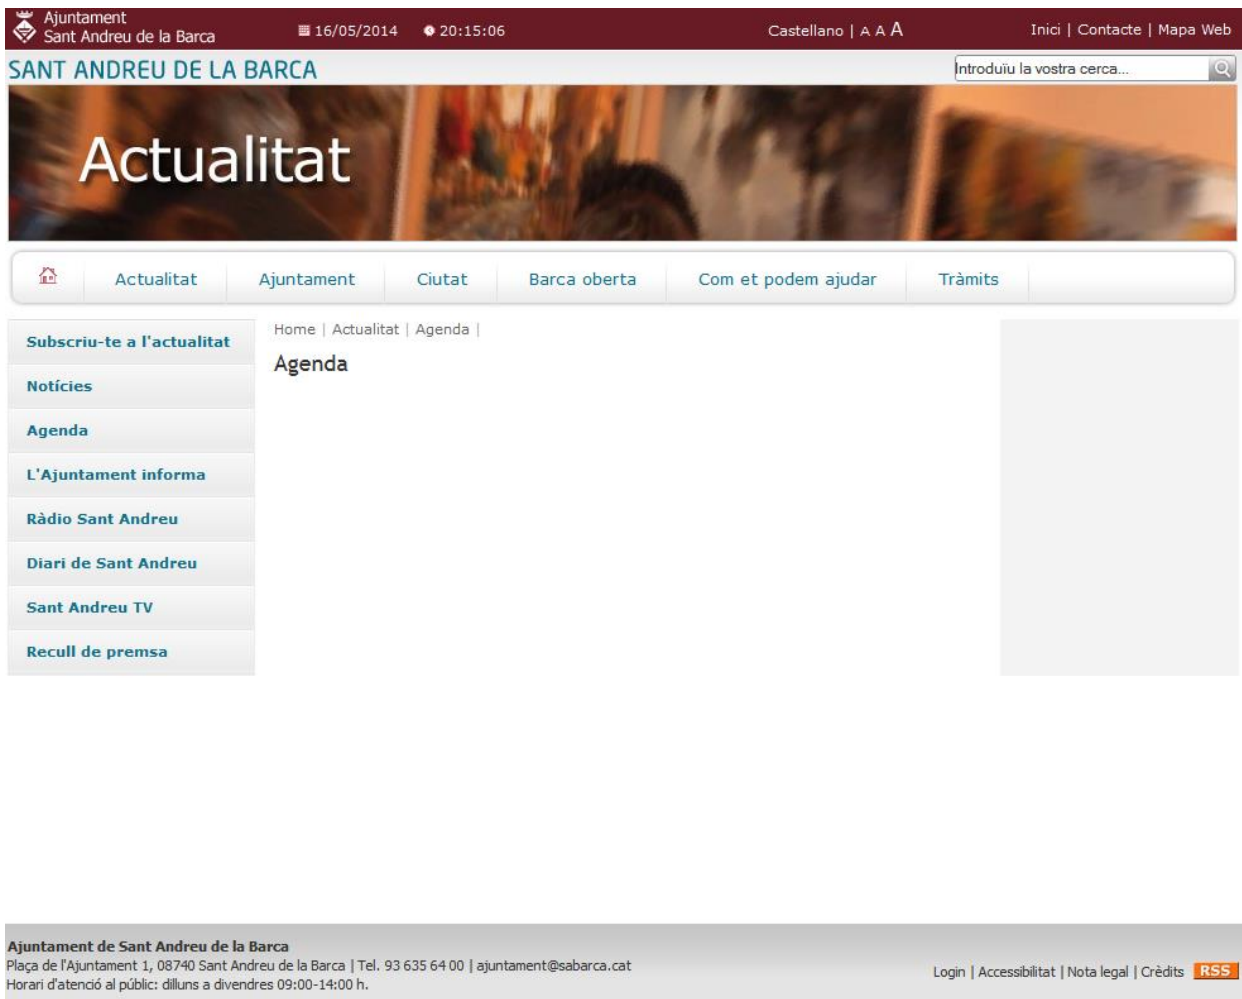 Ajuntament
Sant Andreu de la Barca
16/05/2014 20:15:06
Castellano | A A A
Inici | Contacte | Mapa Web
SANT ANDREU DE LA BARCA
Introduïu la vostra cerca...
Actualitat
Actualitat Ajuntament Ciutat Barca oberta Com et podem ajudar Tràmits
Subscriu-te a l'actualitat
Notícies
Agenda
L'Ajuntament informa
Ràdio Sant Andreu
Diari de Sant Andreu
Sant Andreu TV
Recull de premsa
Home | Actualitat | Agenda |
Agenda
Ajuntament de Sant Andreu de la Barca
Plaça de l'Ajuntament 1, 08740 Sant Andreu de la Barca | Tel. 93 635 64 00 | ajuntament@sabarca.cat
Horari d'atenció al públic: dilluns a divendres 09:00-14:00 h.
Login | Accessibilitat | Nota legal | Crèdits RSS